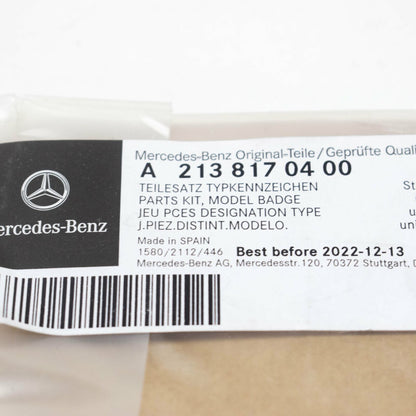 Mercedes-Benz Original-Teile/Geprüfte Quali
A 213 817 04 00
TEILESATZ TYPKENNZEICHEN
PARTS KIT, MODEL BADGE
JEU PCES DESIGNATION TYPE
J.PIEZ.DISTINT.MODELO.
St
u
uni
ercedes-Benz
Made in SPAIN
1580/2112/446 Best before 2022-12-13
Mercedes-Benz AG, Mercedesstr.120, 70372 Stuttgart, D